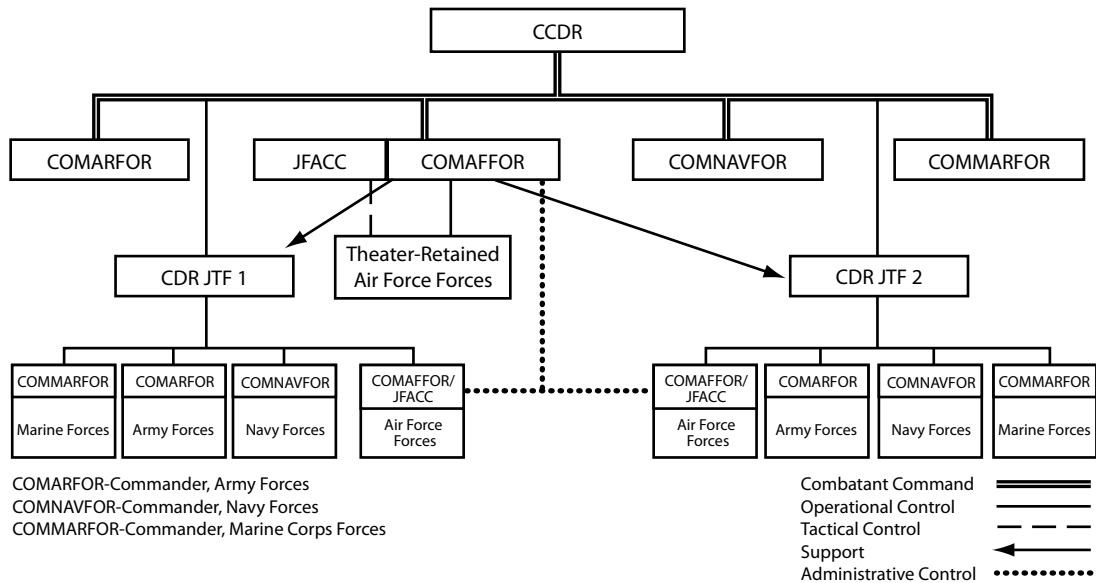 CCDR
COMARFOR
JFACC
COMAFFOR
COMNAVFOR
COMMARFOR
Theater-Retained
Air Force Forces
CDR JTF 1
CDR JTF 2
COMMARFOR
Marine Forces
COMARFOR
Army Forces
COMNAVFOR
Navy Forces
COMAFFOR/
JFACC
Air Force
Forces
COMAFFOR/
JFACC
Air Force
Forces
COMARFOR
Army Forces
COMNAVFOR
Navy Forces
COMMARFOR
Marine Forces
COMARFOR-Commander, Army Forces
COMNAVFOR-Commander, Navy Forces
COMMARFOR-Commander, Marine Corps Forces
Combatant Command
Operational Control
Tactical Control
Support
Administrative Control